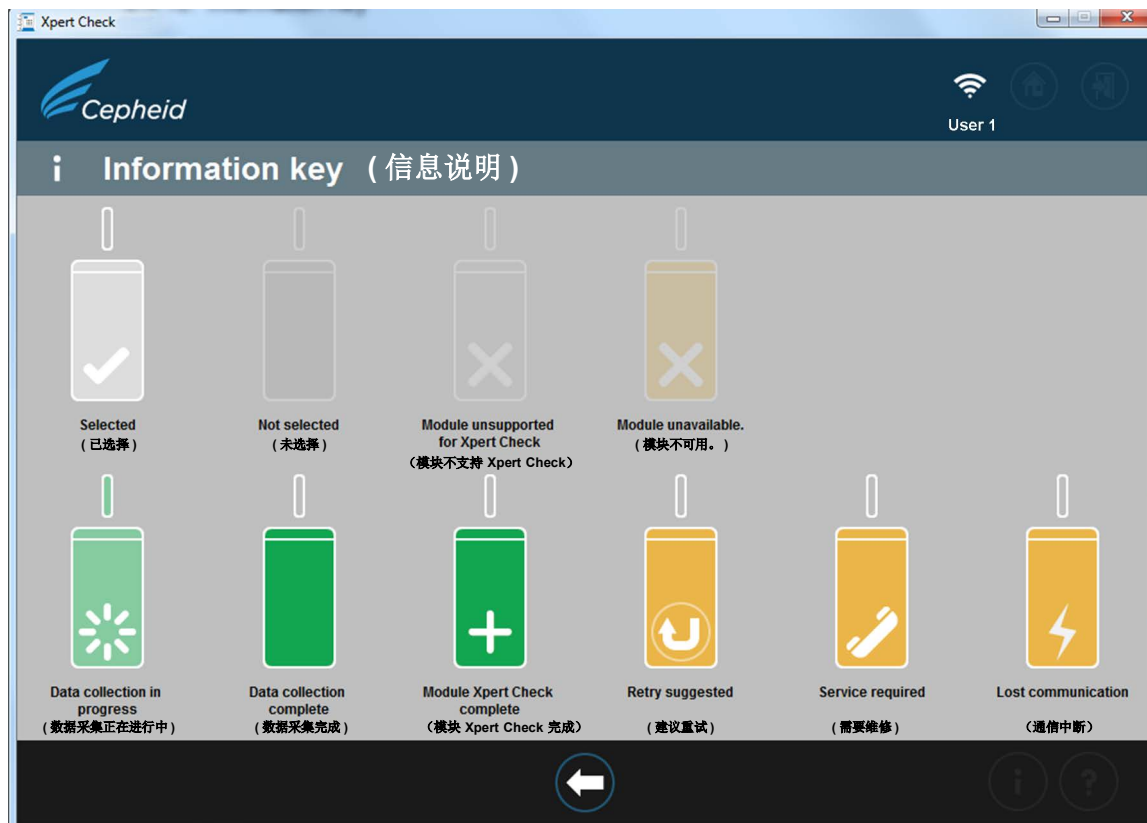 Xpert Check
Cepheid
User 1
i Information key (信息说明)
Selected
(已选择)
Not selected
(未选择)
Module unsupported
for Xpert Check
(模块不支持 Xpert Check)
Module unavailable.
(模块不可用。)
Data collection in
progress
(数据采集正在进行中)
Data collection
complete
(数据采集完成)
Module Xpert Check
complete
(模块 Xpert Check 完成)
Retry suggested
(建议重试)
Service required
(需要维修)
Lost communication
(通信中断)
i ?